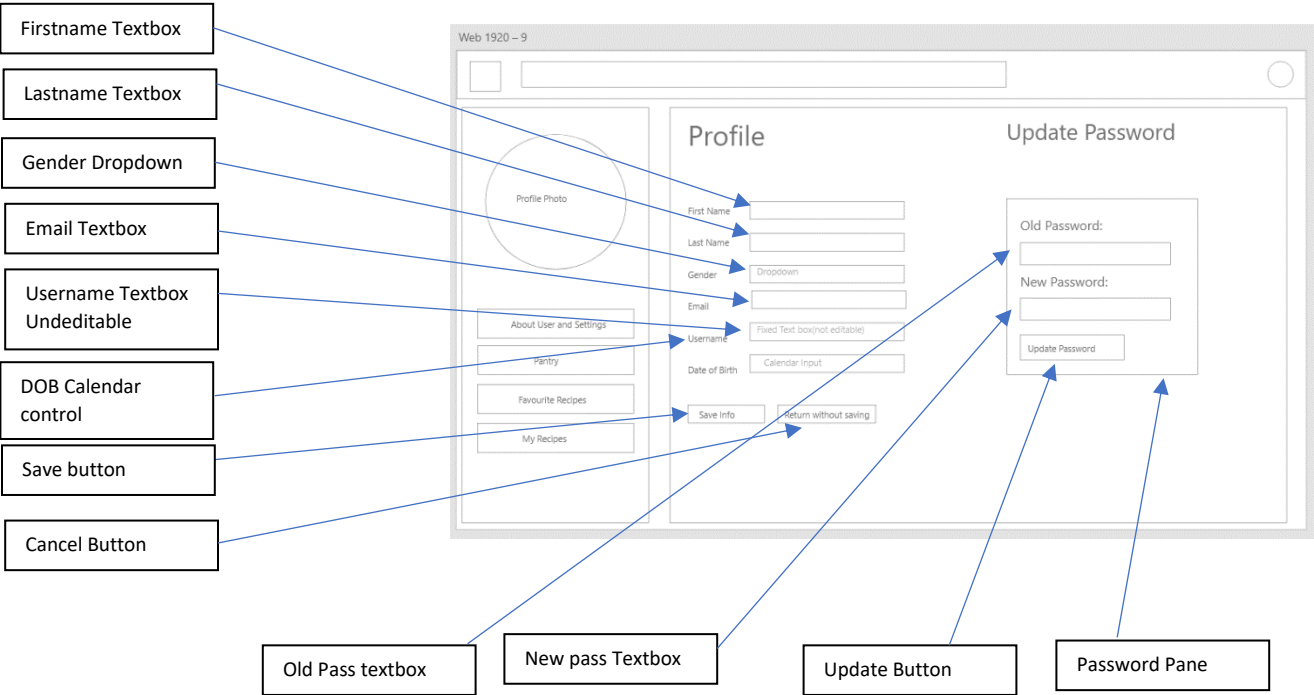 Firstname Textbox
Lastname Textbox
Gender Dropdown
Email Textbox
Username Textbox
Undeditable
DOB Calendar
control
Save button
Cancel Button
Web 1920 – 9
Profile Photo
About User and Settings
Pantry
Favourite Recipes
My Recipes
Profile
First Name
Last Name
Gender
Dropdown
Email
Username
Fixed Text box(not editable)
Date of Birth
Calendar Input
Save Info
Return without saving
Update Password
Old Password:
New Password:
Update Password
Old Pass textbox
New pass Textbox
Update Button
Password Pane